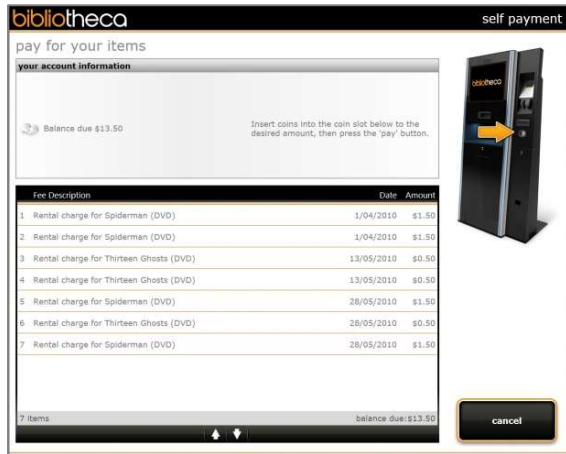 bibliotheca self payment
pay for your items
your account information
Balance due $13.50
Insert coins into the coin slot below to the
desired amount, then press the 'pay' button.
bibliotheca
Fee Description Date Amount
1 Rental charge for Spiderman (DVD) 1/04/2010 $1.50
2 Rental charge for Spiderman (DVD) 1/04/2010 $1.50
3 Rental charge for Thirteen Ghosts (DVD) 13/05/2010 $0.50
4 Rental charge for Thirteen Ghosts (DVD) 13/05/2010 $0.50
5 Rental charge for Spiderman (DVD) 28/05/2010 $1.50
6 Rental charge for Thirteen Ghosts (DVD) 28/05/2010 $0.50
7 Rental charge for Spiderman (DVD) 28/05/2010 $1.50
7 items balance due:$13.50
cancel